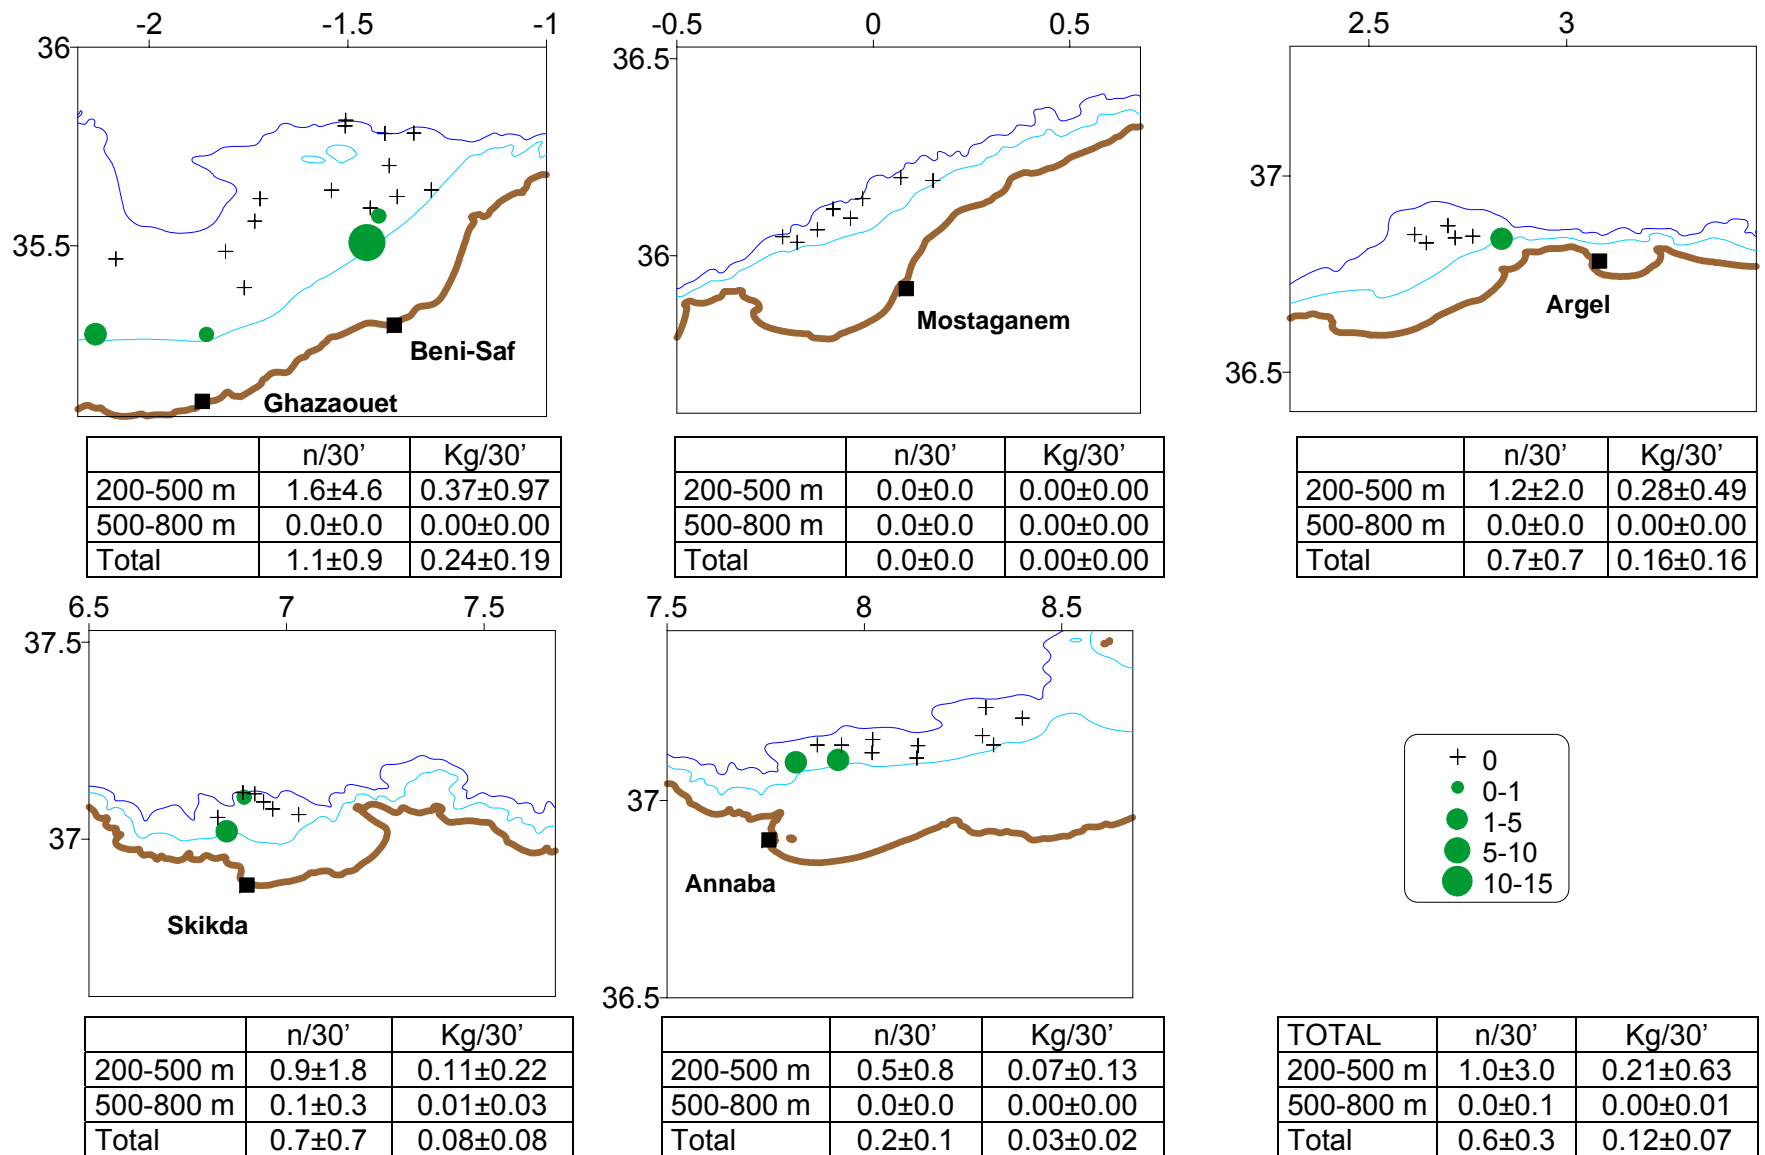 -2 -1.5 -1
36
35.5
Beni-Saf
Ghazaouet
n/30’ Kg/30’
200-500 m 1.6±4.6 0.37±0.97
500-800 m 0.0±0.0 0.00±0.00
Total 1.1±0.9 0.24±0.19
-0.5 0 0.5
36.5
36
Mostaganem
n/30’ Kg/30’
200-500 m 0.0±0.0 0.00±0.00
500-800 m 0.0±0.0 0.00±0.00
Total 0.0±0.0 0.00±0.00
2.5 3
37
36.5
Argel
n/30’ Kg/30’
200-500 m 1.2±2.0 0.28±0.49
500-800 m 0.0±0.0 0.00±0.00
Total 0.7±0.7 0.16±0.16
6.5 7 7.5
37.5
37
Skikda
n/30’ Kg/30’
200-500 m 0.9±1.8 0.11±0.22
500-800 m 0.1±0.3 0.01±0.03
Total 0.7±0.7 0.08±0.08
7.5 8 8.5
37
36.5
Annaba
n/30’ Kg/30’
200-500 m 0.5±0.8 0.07±0.13
500-800 m 0.0±0.0 0.00±0.00
Total 0.2±0.1 0.03±0.02
0
0-1
1-5
5-10
10-15
TOTAL n/30’ Kg/30’
200-500 m 1.0±3.0 0.21±0.63
500-800 m 0.0±0.1 0.00±0.01
Total 0.6±0.3 0.12±0.07